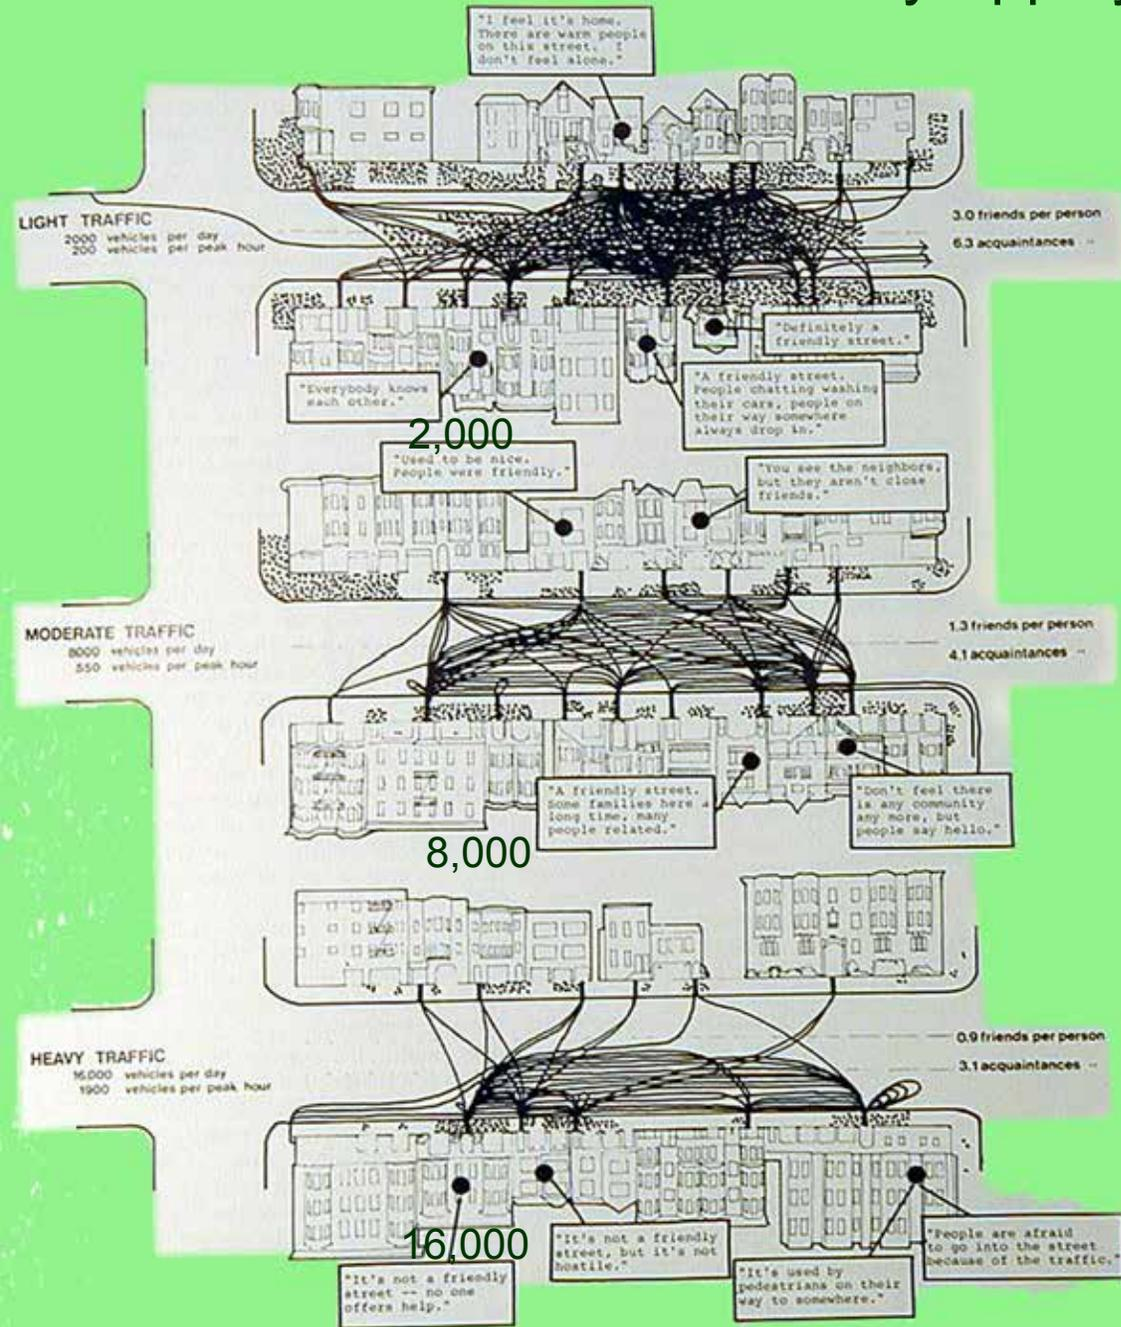 "I feel it's home.
There are warm people
on this street. I
don't feel alone."
LIGHT TRAFFIC
2000 vehicles per day
200 vehicles per peak hour
3.0 friends per person
6.3 acquaintances "
"Definitely a
friendly street."
"Everybody knows
each other."
"A friendly street.
People chatting washing
their cars, people on
their way somewhere
always drop in."
2,000
"Used to be nice.
People were friendly."
"You see the neighbors,
but they aren't close
friends."
MODERATE TRAFFIC
8000 vehicles per day
550 vehicles per peak hour
1.3 friends per person
4.1 acquaintances "
"A friendly street.
Some families here a
long time, many
people related."
"Don't feel there
is any community
any more, but
people say hello."
8,000
HEAVY TRAFFIC
16.000 vehicles per day
1900 vehicles per peak hour
0.9 friends per person
3.1 acquaintances "
16,000
"It's not a friendly
street -- no one
offers help."
"It's not a friendly
street, but it's not
hostile."
"It's used by
pedestrians on their
way to somewhere."
"People are afraid
to go into the street
because of the traffic."